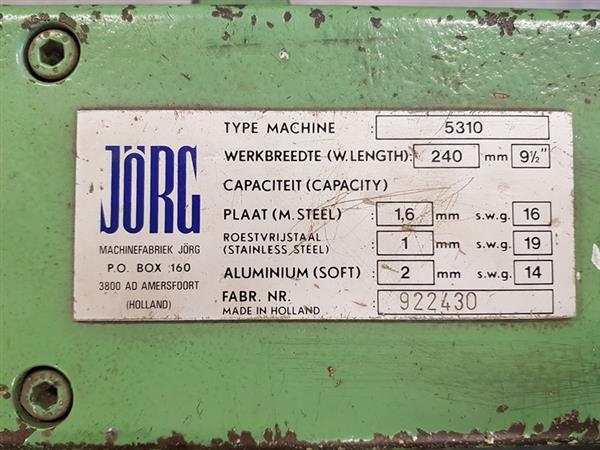 JÖRG
MACHINEFABRIEK JÖRG
P.O. BOX 160
3800 AD AMERSFOORT
(HOLLAND)
TYPE MACHINE : 5310
WERKBREEDTE (W.LENGTH): 240 mm 9½"
CAPACITEIT (CAPACITY)
PLAAT (M. STEEL) : 1,6 mm s.w.g. 16
ROESTVRIJSTAAL
(STAINLESS STEEL) : 1 mm s.w.g. 19
ALUMINIUM (SOFT) : 2 mm s.w.g. 14
FABR. NR. : 922430
MADE IN HOLLAND